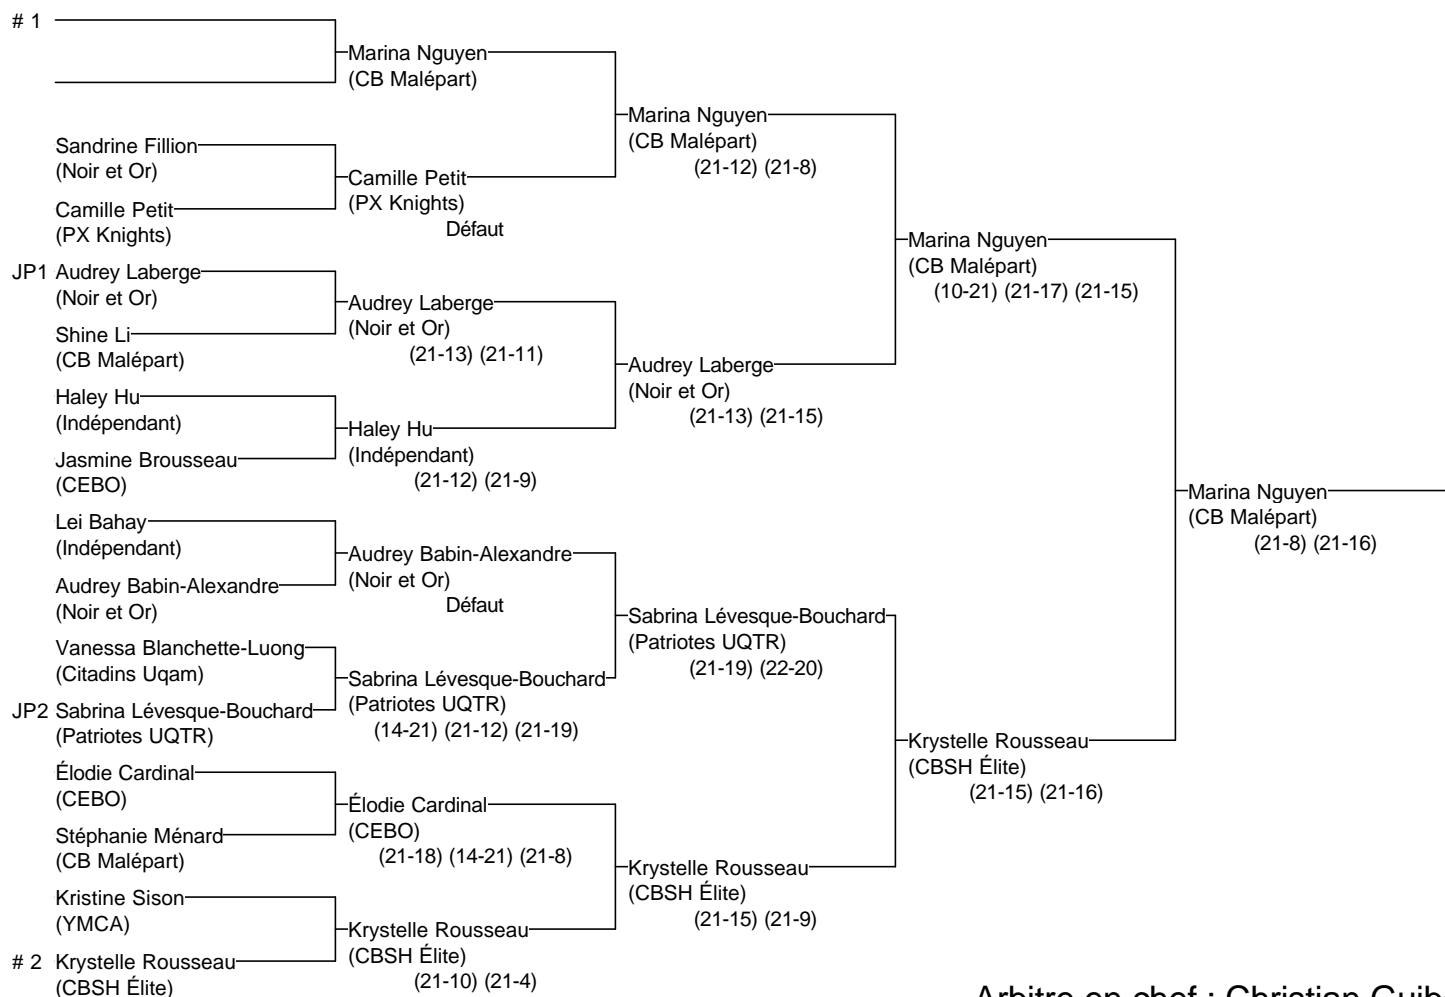 # 1
Marina Nguyen
(CB Malépart)
Sandrine Fillion
(Noir et Or)
Camille Petit
(PX Knights)
Camille Petit
(PX Knights)
Défaut
Marina Nguyen
(CB Malépart)
(21-12) (21-8)
JP1 Audrey Laberge
(Noir et Or)
Shine Li
(CB Malépart)
Audrey Laberge
(Noir et Or)
(21-13) (21-11)
Haley Hu
(Indépendant)
Jasmine Brousseau
(CEBO)
Haley Hu
(Indépendant)
(21-12) (21-9)
Audrey Laberge
(Noir et Or)
(21-13) (21-15)
Marina Nguyen
(CB Malépart)
(10-21) (21-17) (21-15)
Lei Bahay
(Indépendant)
Audrey Babin-Alexandre
(Noir et Or)
Audrey Babin-Alexandre
(Noir et Or)
Défaut
Vanessa Blanchette-Luong
(Citadins Uqam)
JP2 Sabrina Lévesque-Bouchard
(Patriotes UQTR)
Sabrina Lévesque-Bouchard
(Patriotes UQTR)
(14-21) (21-12) (21-19)
Sabrina Lévesque-Bouchard
(Patriotes UQTR)
(21-19) (22-20)
Élodie Cardinal
(CEBO)
Stéphanie Ménard
(CB Malépart)
Élodie Cardinal
(CEBO)
(21-18) (14-21) (21-8)
Kristine Sison
(YMCA)
# 2 Krystelle Rousseau
(CBSH Élite)
Krystelle Rousseau
(CBSH Élite)
(21-10) (21-4)
Krystelle Rousseau
(CBSH Élite)
(21-15) (21-9)
Krystelle Rousseau
(CBSH Élite)
(21-15) (21-16)
Marina Nguyen
(CB Malépart)
(21-8) (21-16)
Arbitre en chef : Christian Guib